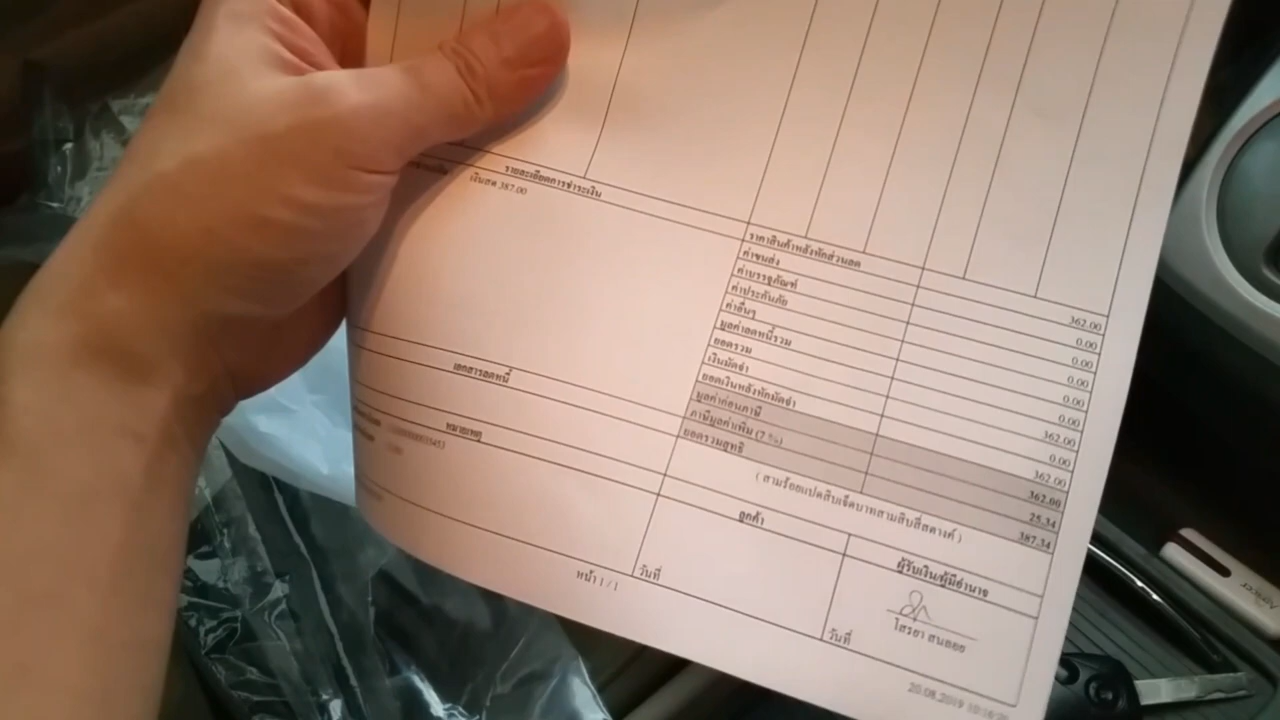 รายละเอียดการชำระเงิน
เงินสด 387.00
ราคาสินค้าหลังหักส่วนลด 362.00
ค่าขนส่ง 0.00
ค่าบรรจุภัณฑ์ 0.00
ค่าประกันภัย 0.00
ค่าอื่นๆ 0.00
มูลค่าลดหนี้รวม 0.00
ยอดรวม 362.00
เงินมัดจำ 0.00
ยอดเงินหลังหักมัดจำ 362.00
มูลค่าก่อนภาษี 362.00
ภาษีมูลค่าเพิ่ม (7 %) 25.34
ยอดรวมสุทธิ 387.34
( สามร้อยแปดสิบเจ็ดบาทสามสิบสี่สตางค์ )
เอกสารลดหนี้
หมายเหตุ
ลูกค้า
ผู้รับเงิน/ผู้มีอำนาจ
วันที่
วันที่
หน้า 1 / 1
20.08.2019